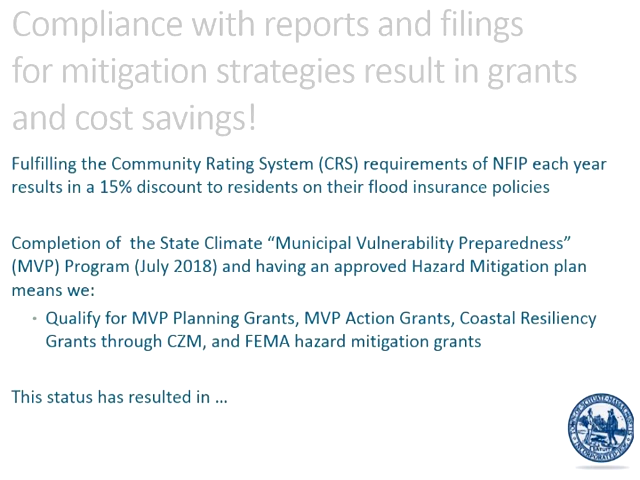 Compliance with reports and filings
for mitigation strategies result in grants
and cost savings!
Fulfilling the Community Rating System (CRS) requirements of NFIP each year
results in a 15% discount to residents on their flood insurance policies
Completion of  the State Climate “Municipal Vulnerability Preparedness”
(MVP) Program (July 2018) and having an approved Hazard Mitigation plan
means we:
• Qualify for MVP Planning Grants, MVP Action Grants, Coastal Resiliency
Grants through CZM, and FEMA hazard mitigation grants
This status has resulted in …